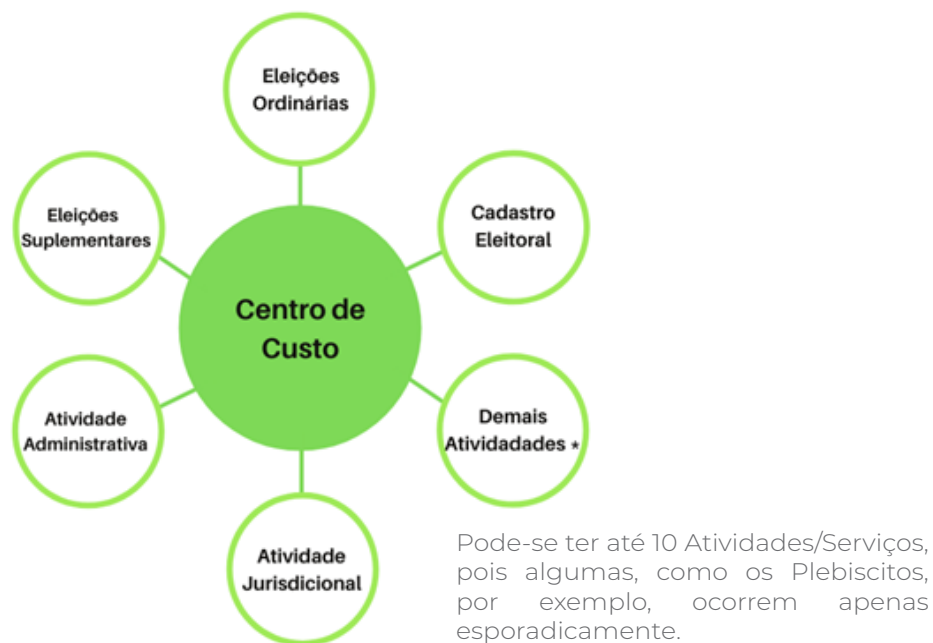 Eleições
Ordinárias
Eleições
Suplementares
Cadastro
Eleitoral
Centro de
Custo
Atividade
Administrativa
Demais
Atividadades *
Atividade
Jurisdicional
Pode-se ter até 10 Atividades/Serviços,
pois algumas, como os Plebiscitos,
por exemplo, ocorrem apenas
esporadicamente.